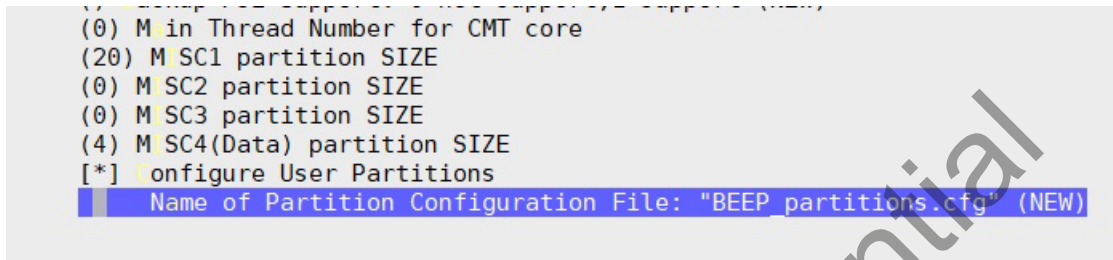 (0) Main Thread Number for CMT core
(20) MISC1 partition SIZE
(0) MISC2 partition SIZE
(0) MISC3 partition SIZE
(4) MISC4(Data) partition SIZE
[*] Configure User Partitions
Name of Partition Configuration File: "BEEP_partitions.cfg" (NEW)